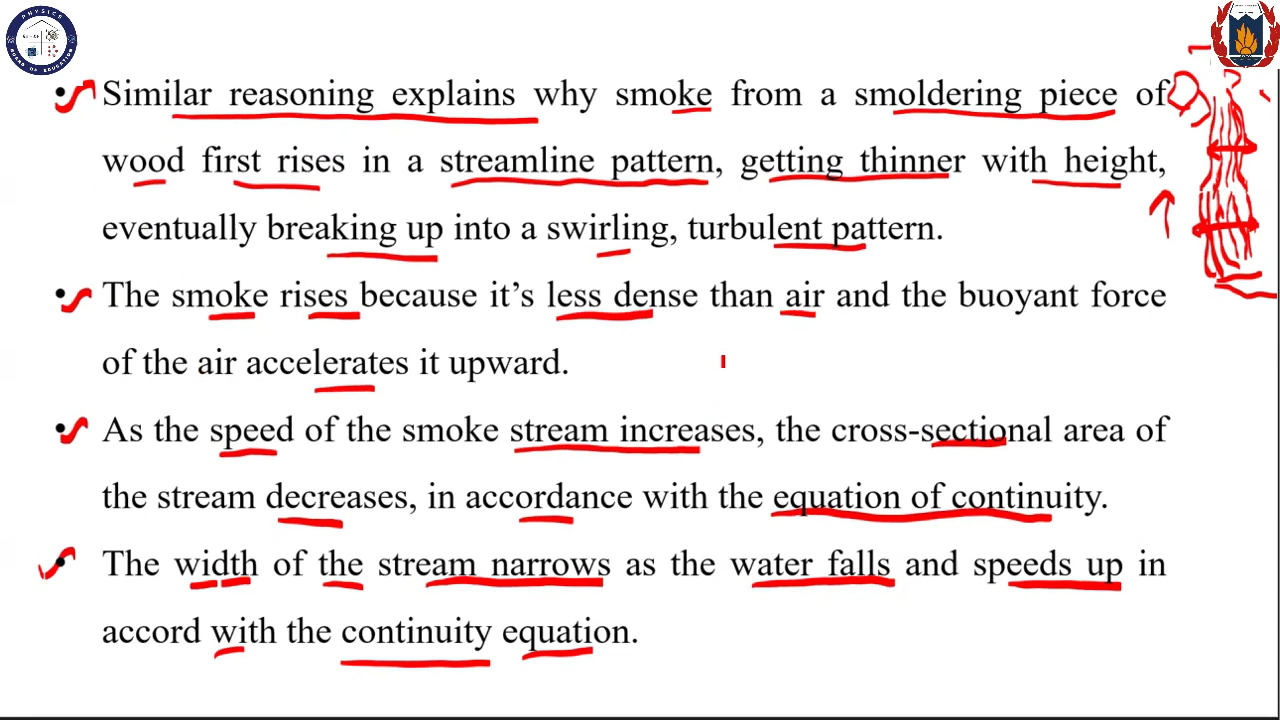 • Similar reasoning explains why smoke from a smoldering piece of
wood first rises in a streamline pattern, getting thinner with height,
eventually breaking up into a swirling, turbulent pattern.
• The smoke rises because it’s less dense than air and the buoyant force
of the air accelerates it upward.
• As the speed of the smoke stream increases, the cross-sectional area of
the stream decreases, in accordance with the equation of continuity.
• The width of the stream narrows as the water falls and speeds up in
accord with the continuity equation.